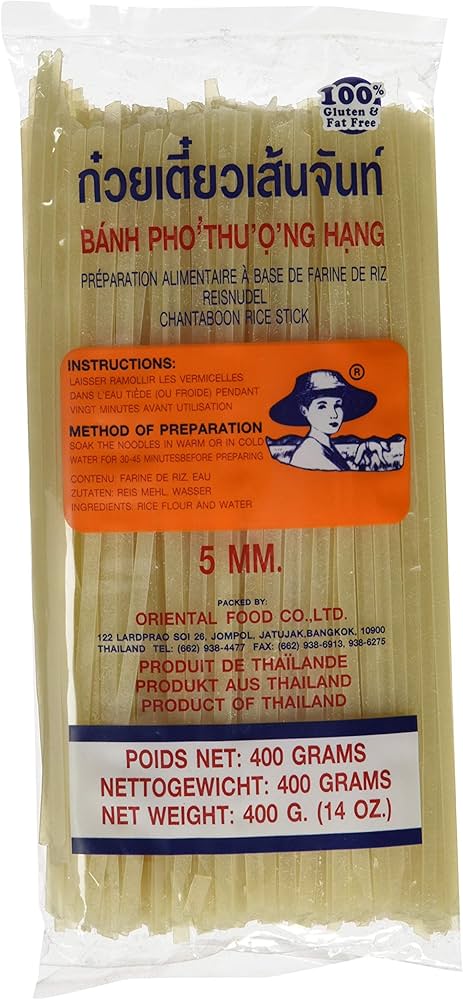 100%
Gluten &
Fat Free
ก๋วยเตี๋ยวเส้นจันท์
BÁNH PHO̕ ̉THU̕Ọ̕NG HẠNG
PRÉPARATION ALIMENTAIRE À BASE DE FARINE DE RIZ
REISNUDEL
CHANTABOON RICE STICK
INSTRUCTIONS:
LAISSER RAMOLLIR LES VERMICELLES
DANS L'EAU TIÈDE (OU FROIDE) PENDANT
VINGT MINUTES AVANT UTILISATION
METHOD OF PREPARATION
SOAK THE NOODLES IN WARM OR IN COLD
WATER FOR 30-45 MINUTESBEFORE PREPARING
CONTENU: FARINE DE RIZ. EAU
ZUTATEN: REIS MEHL, WASSER
INGREDIENTS: RICE FLOUR AND WATER
®
5 MM.
PACKED BY:
ORIENTAL FOOD CO.,LTD.
122 LARDPRAO SOI 26, JOMPOL, JATUJAK,BANGKOK, 10900
THAILAND TEL: (662) 938-4477 FAX: (662) 938-6913, 938-6275
PRODUIT DE THAÏLANDE
PRODUKT AUS THAILAND
PRODUCT OF THAILAND
POIDS NET: 400 GRAMS
NETTOGEWICHT: 400 GRAMS
NET WEIGHT: 400 G. (14 OZ.)